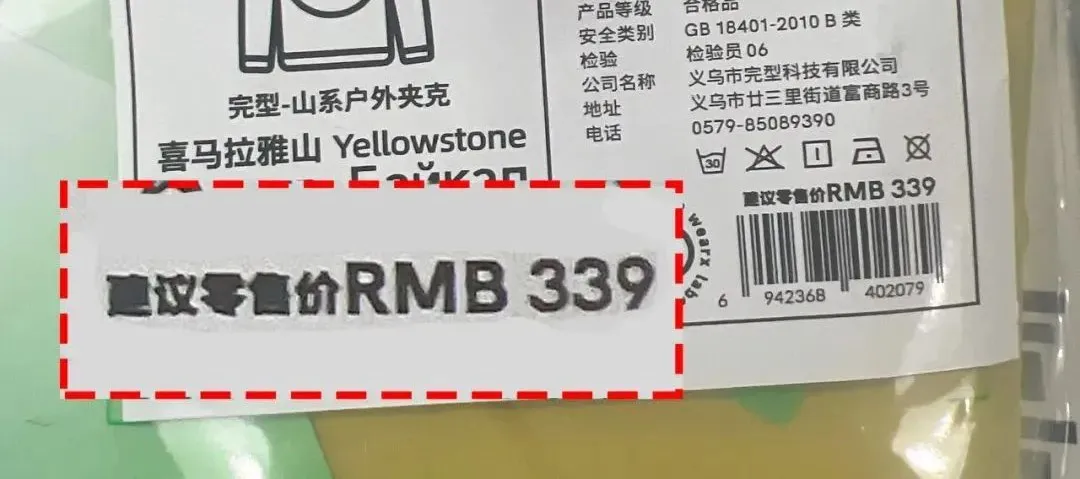 完型-山系户外夹克
喜马拉雅山 Yellowstone
Байкал
产品等级 合格品
安全类别 GB 18401-2010 B 类
检验 检验员 06
公司名称 义乌市完型科技有限公司
地址 义乌市廿三里街道富商路3号
电话 0579-85089390
30
建议零售价RMB 339
wearx lab
6 942368 402079
建议零售价RMB 339